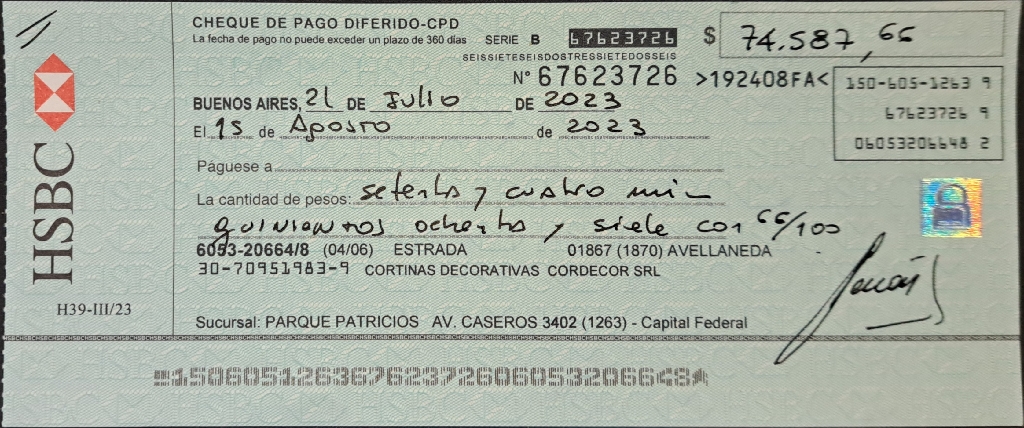 CHEQUE DE PAGO DIFERIDO-CPD
La fecha de pago no puede exceder un plazo de 360 días SERIE B 67623726
$ 74.587,66
SEISSIETESEISDOSTRESSIETEDOSSEIS
N° 67623726 >192408FA<
150-605-1263 9
67623726 9
06053206648 2
BUENOS AIRES, 21 DE Julio DE 2023
El 15 de Agosto de 2023
Páguese a
La cantidad de pesos: setenta y cuatro mil
quinientos ochenta y siete con 66/100
6053-20664/8 (04/06) ESTRADA 01867 (1870) AVELLANEDA
30-70951983-9 CORTINAS DECORATIVAS CORDECOR SRL
Sucursal: PARQUE PATRICIOS AV. CASEROS 3402 (1263) - Capital Federal
HSBC
H39-III/23
15060512636762372606053206648